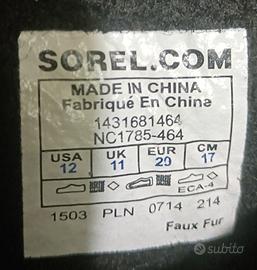 SOREL.COM
MADE IN CHINA
Fabriqué En China
1431681464
NC1785-464
USA UK EUR CM
12 11 29 17
ECA-4
1503 PLN 0714 214
Faux Fur
subito